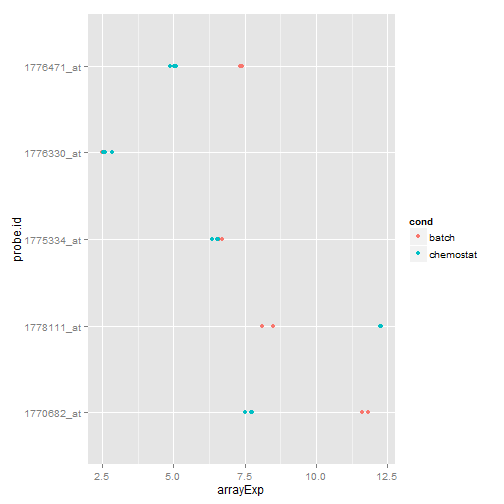 1776471_at
1776330_at
1775334_at
1778111_at
1770682_at
probe.id
2.5 5.0 7.5 10.0 12.5
arrayExp
cond
batch
chemostat